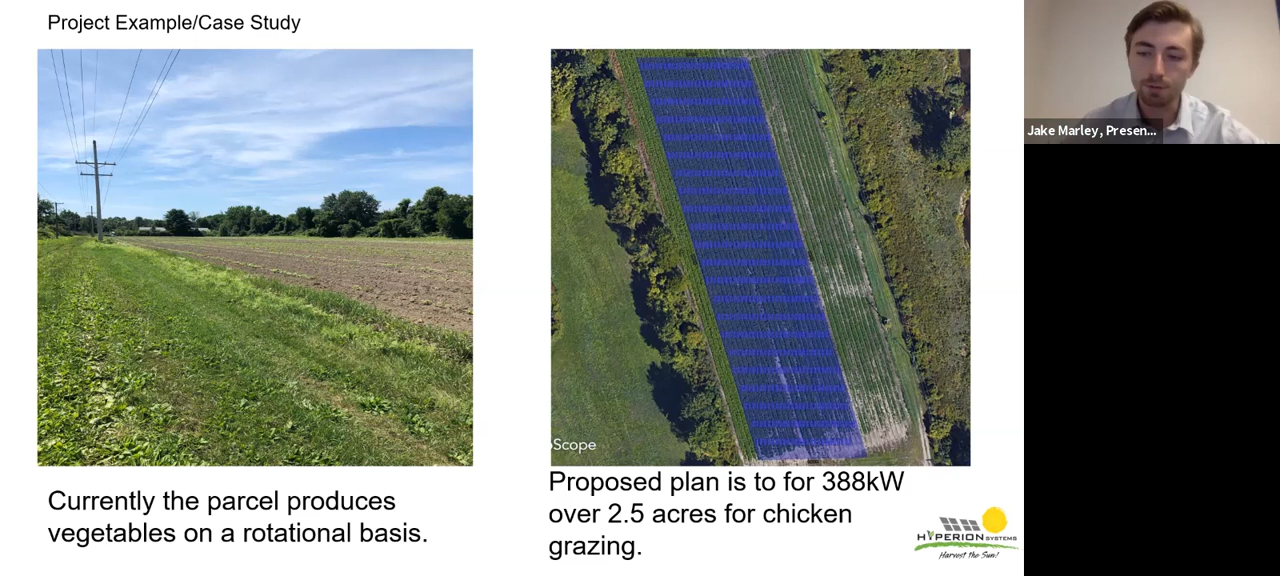 Project Example/Case Study
Scope
Currently the parcel produces
vegetables on a rotational basis.
Proposed plan is to for 388kW
over 2.5 acres for chicken
grazing.
HYPERION SYSTEMS
Harvest the Sun!
Jake Marley, Presen...